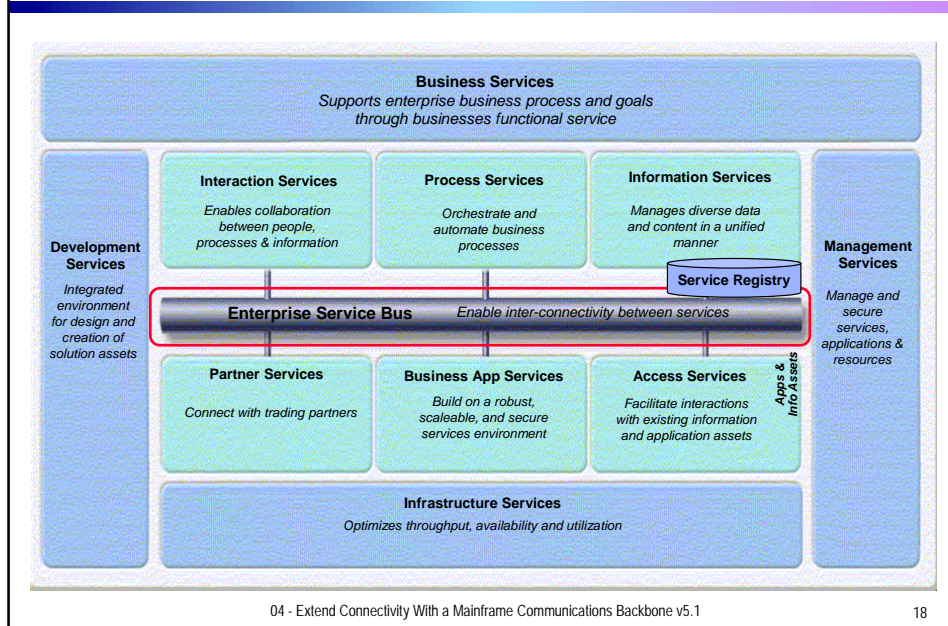 Business Services
Supports enterprise business process and goals
through businesses functional service
Development
Services
Integrated
environment
for design and
creation of
solution assets
Interaction Services
Enables collaboration
between people,
processes & information
Process Services
Orchestrate and
automate business
processes
Information Services
Manages diverse data
and content in a unified
manner
Service Registry
Enterprise Service Bus
Enable inter-connectivity between services
Partner Services
Connect with trading partners
Business App Services
Build on a robust,
scaleable, and secure
services environment
Access Services
Facilitate interactions
with existing information
and application assets
Apps &
Info Assets
Management
Services
Manage and
secure
services,
applications &
resources
Infrastructure Services
Optimizes throughput, availability and utilization
04 - Extend Connectivity With a Mainframe Communications Backbone v5.1
18